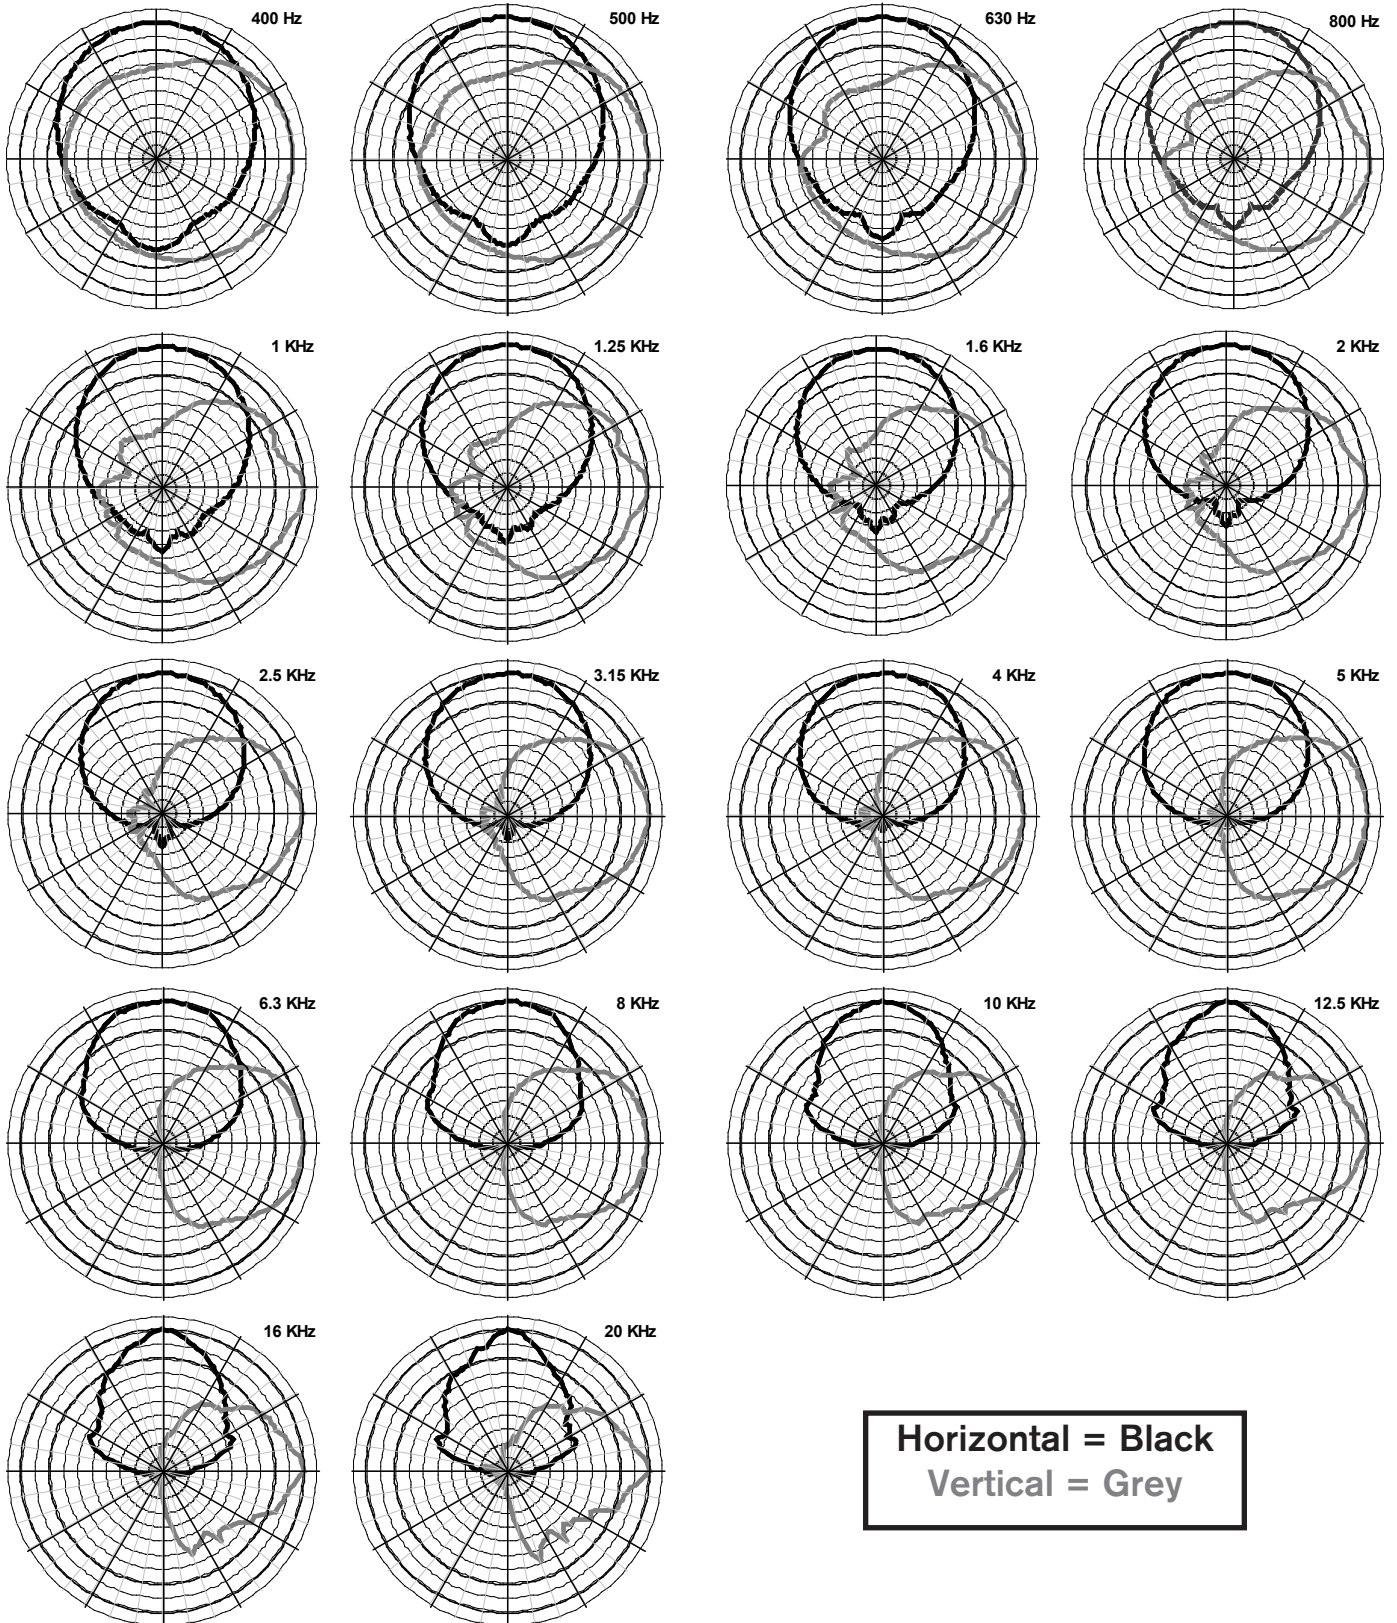 400 Hz
500 Hz
630 Hz
800 Hz
1 KHz
1.25 KHz
1.6 KHz
2 KHz
2.5 KHz
3.15 KHz
4 KHz
5 KHz
6.3 KHz
8 KHz
10 KHz
12.5 KHz
16 KHz
20 KHz
Horizontal = Black
Vertical = Grey